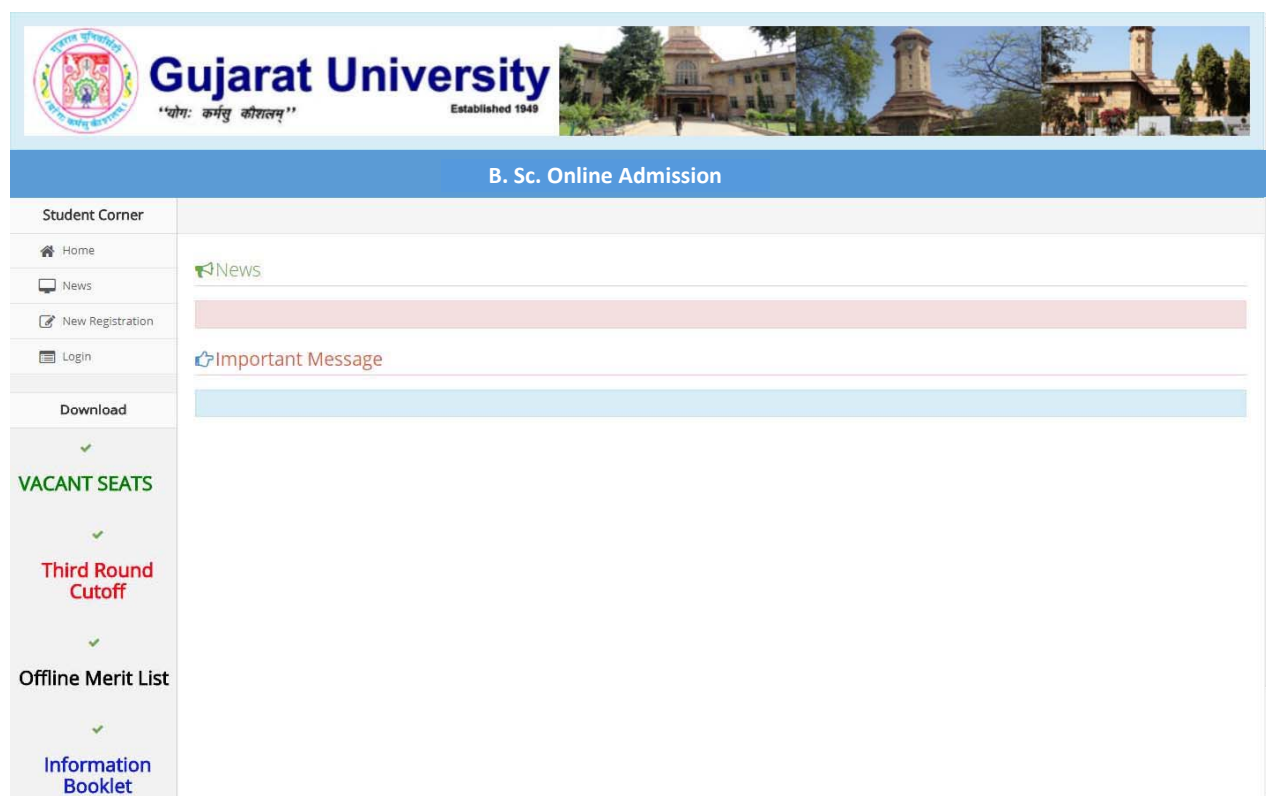 Gujarat University
“योगः कर्मसु कौशलम्”
Established 1949
B. Sc. Online Admission
Student Corner
Home
News
New Registration
Login
Download
VACANT SEATS
Third Round
Cutoff
Offline Merit List
Information
Booklet
News
Important Message